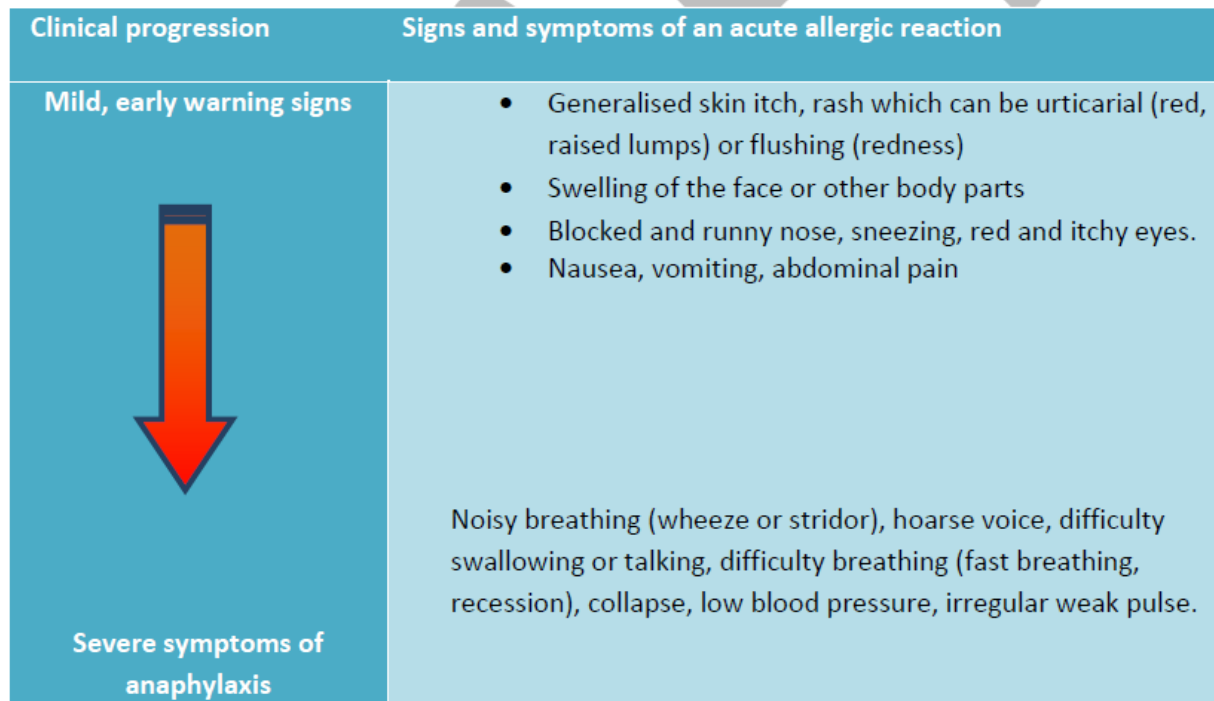 Clinical progression
Signs and symptoms of an acute allergic reaction
Mild, early warning signs
• Generalised skin itch, rash which can be urticarial (red,
raised lumps) or flushing (redness)
• Swelling of the face or other body parts
• Blocked and runny nose, sneezing, red and itchy eyes.
• Nausea, vomiting, abdominal pain
Noisy breathing (wheeze or stridor), hoarse voice, difficulty
swallowing or talking, difficulty breathing (fast breathing,
recession), collapse, low blood pressure, irregular weak pulse.
Severe symptoms of
anaphylaxis